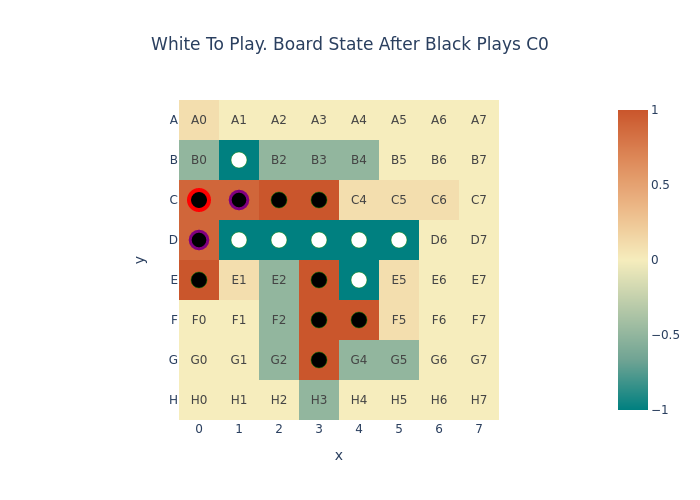 White To Play. Board State After Black Plays C0
A A0 A1 A2 A3 A4 A5 A6 A7
B B0 B2 B3 B4 B5 B6 B7
C C4 C5 C6 C7
D D6 D7
E E1 E2 E5 E6 E7
F F0 F1 F2 F5 F6 F7
G G0 G1 G2 G4 G5 G6 G7
H H0 H1 H2 H3 H4 H5 H6 H7
0 1 2 3 4 5 6 7
x
y
1
0.5
0
−0.5
−1